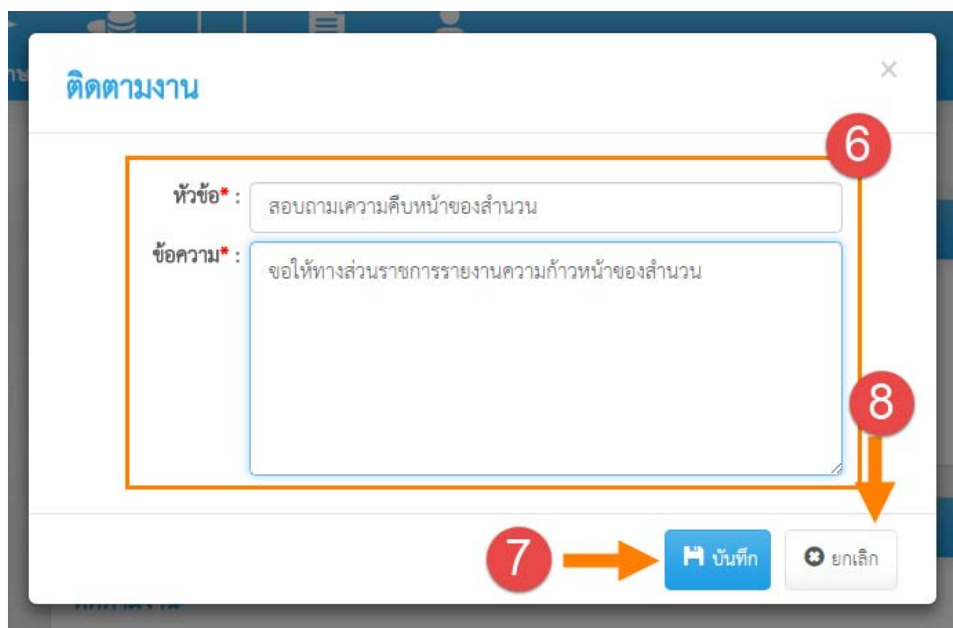 ติดตามงาน
×
6
หัวข้อ* :
สอบถามเความคืบหน้าของสำนวน
ข้อความ* :
ขอให้ทางส่วนราชการรายงานความก้าวหน้าของสำนวน
8
7
บันทึก
ยกเลิก